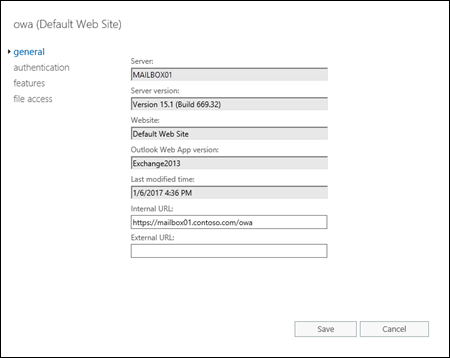 owa (Default Web Site)
general
authentication
features
file access
Server:
MAILBOX01
Server version:
Version 15.1 (Build 669.32)
Website:
Default Web Site
Outlook Web App version:
Exchange2013
Last modified time:
1/6/2017 4:36 PM
Internal URL:
https://mailbox01.contoso.com/owa
External URL:
Save
Cancel